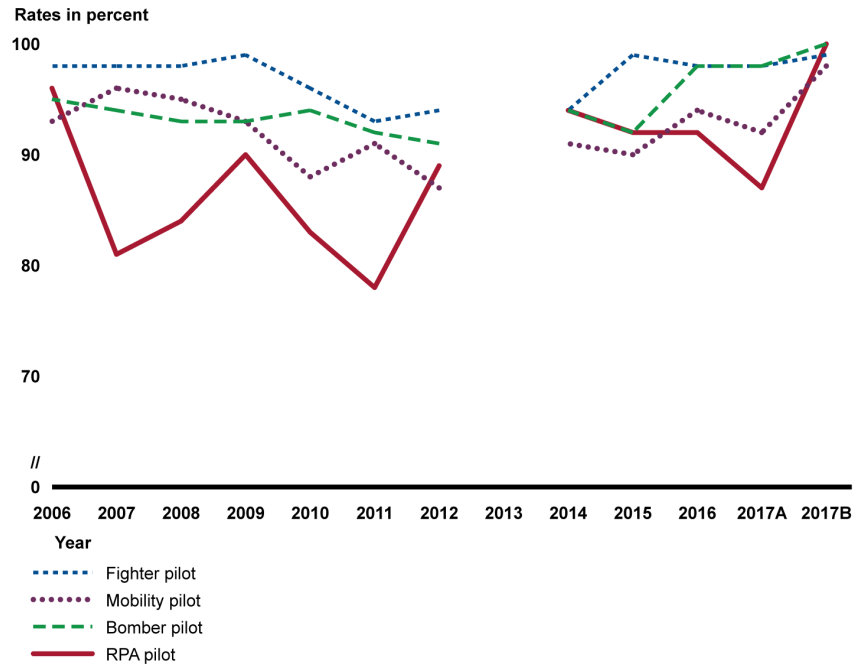 Rates in percent
100
90
80
70
//
0
2006 2007 2008 2009 2010 2011 2012 2013 2014 2015 2016 2017A 2017B
Year
Fighter pilot
Mobility pilot
Bomber pilot
RPA pilot